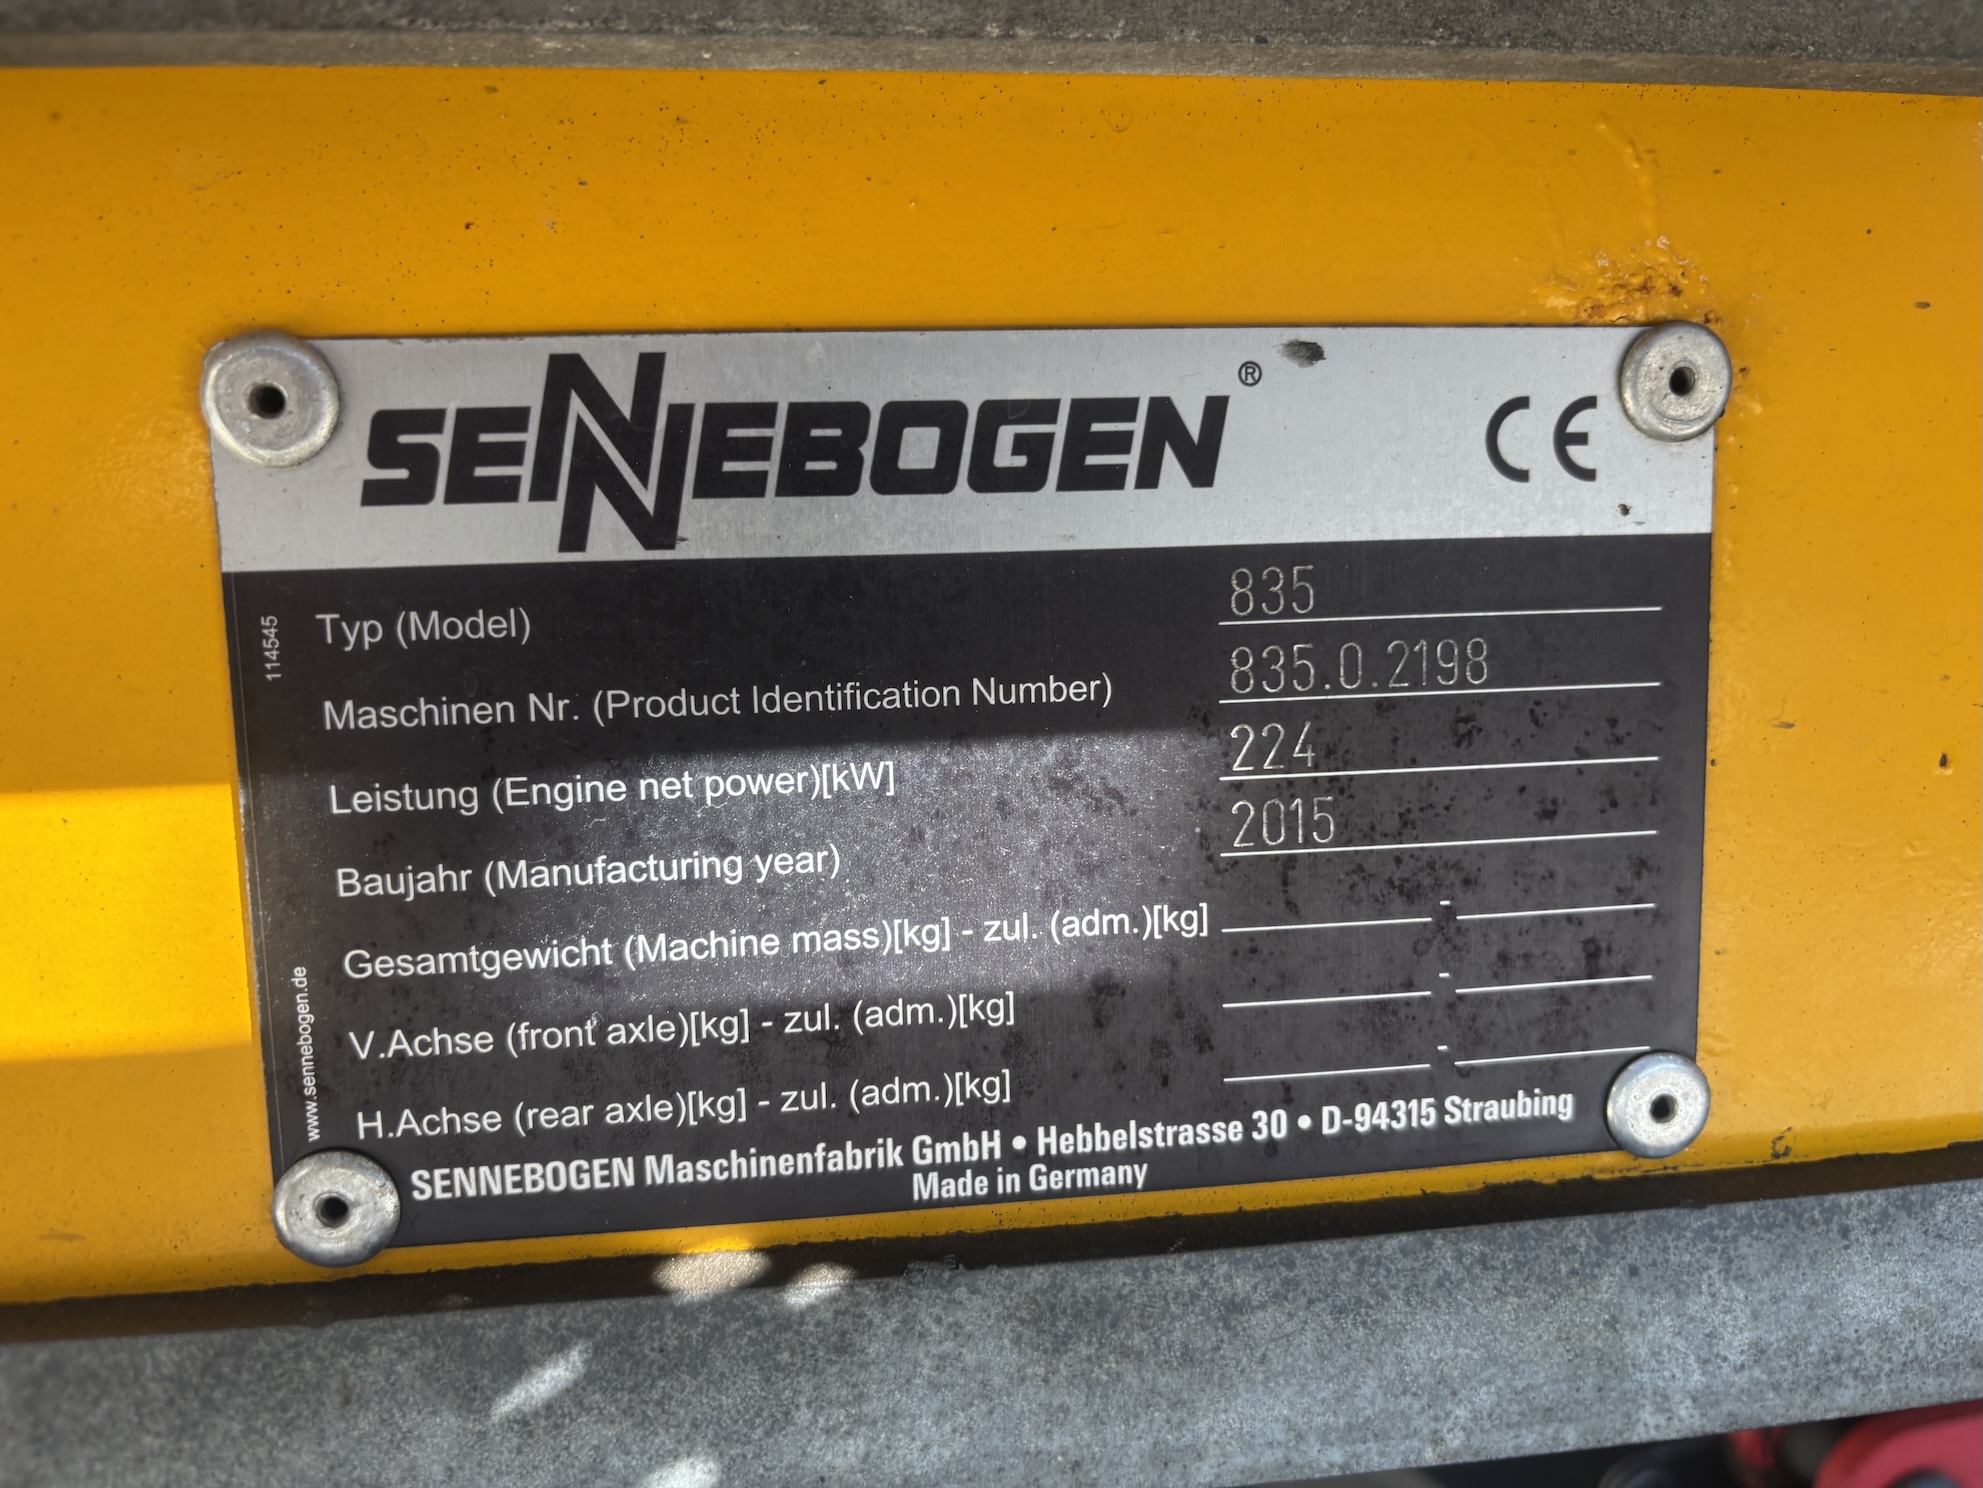 SENNEBOGEN®
CE
Typ (Model) 835
Maschinen Nr. (Product Identification Number) 835.0.2198
Leistung (Engine net power)[kW] 224
Baujahr (Manufacturing year) 2015
Gesamtgewicht (Machine mass)[kg] - zul. (adm.)[kg] -
V.Achse (front axle)[kg] - zul. (adm.)[kg] -
H.Achse (rear axle)[kg] - zul. (adm.)[kg] -
SENNEBOGEN Maschinenfabrik GmbH • Hebbelstrasse 30 • D-94315 Straubing
Made in Germany
114545
www.sennebogen.de